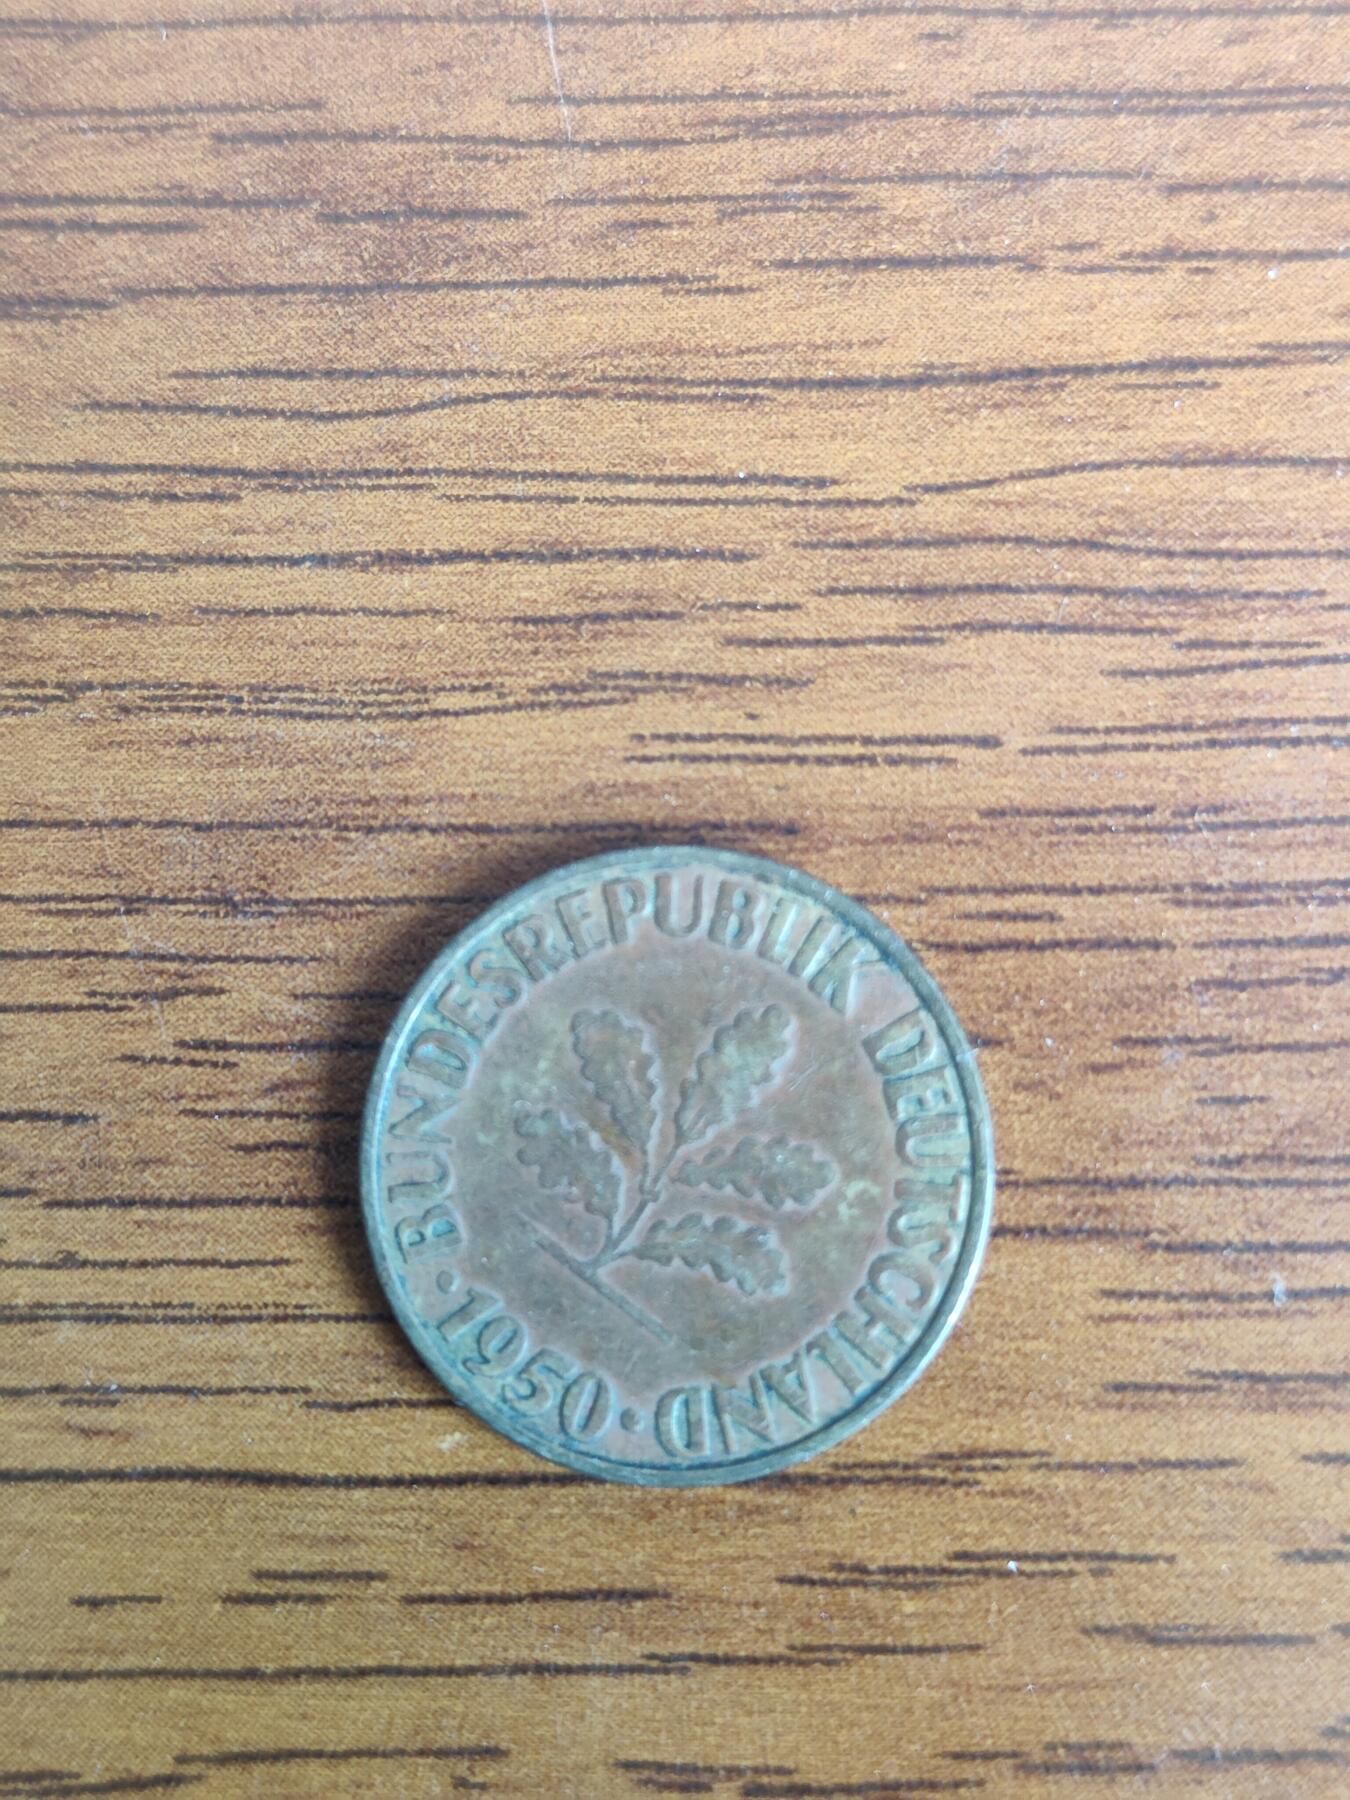 BUNDESREPUBLIK DEUTSCHLAND
· 1950 ·